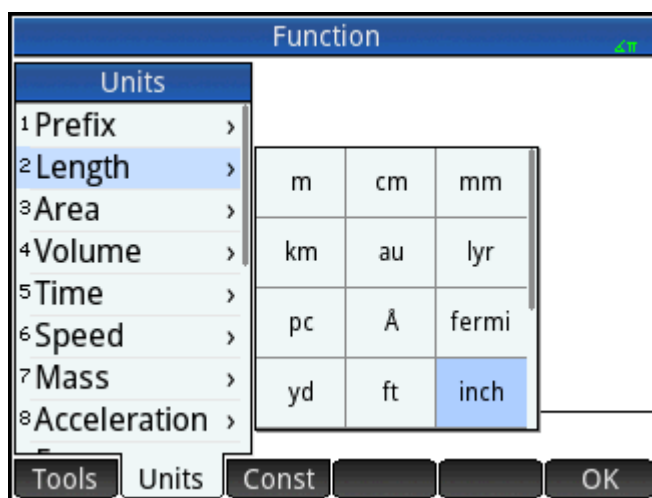 Function
∡π
Units
1 Prefix ›
2 Length ›
3 Area ›
4 Volume ›
5 Time ›
6 Speed ›
7 Mass ›
8 Acceleration ›
m cm mm
km au lyr
pc Å fermi
yd ft inch
Tools Units Const OK